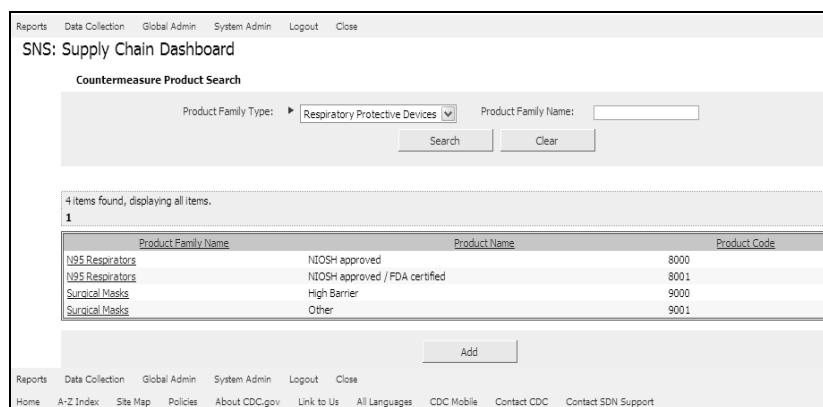 Reports Data Collection Global Admin System Admin Logout Close
SNS: Supply Chain Dashboard
Countermeasure Product Search
Product Family Type: Respiratory Protective Devices Product Family Name:
Search Clear
4 items found, displaying all items.
1
Product Family Name Product Name Product Code
N95 Respirators NIOSH approved 8000
N95 Respirators NIOSH approved / FDA certified 8001
Surgical Masks High Barrier 9000
Surgical Masks Other 9001
Add
Reports Data Collection Global Admin System Admin Logout Close
Home A-Z Index Site Map Policies About CDC.gov Link to Us All Languages CDC Mobile Contact CDC Contact SDN Support